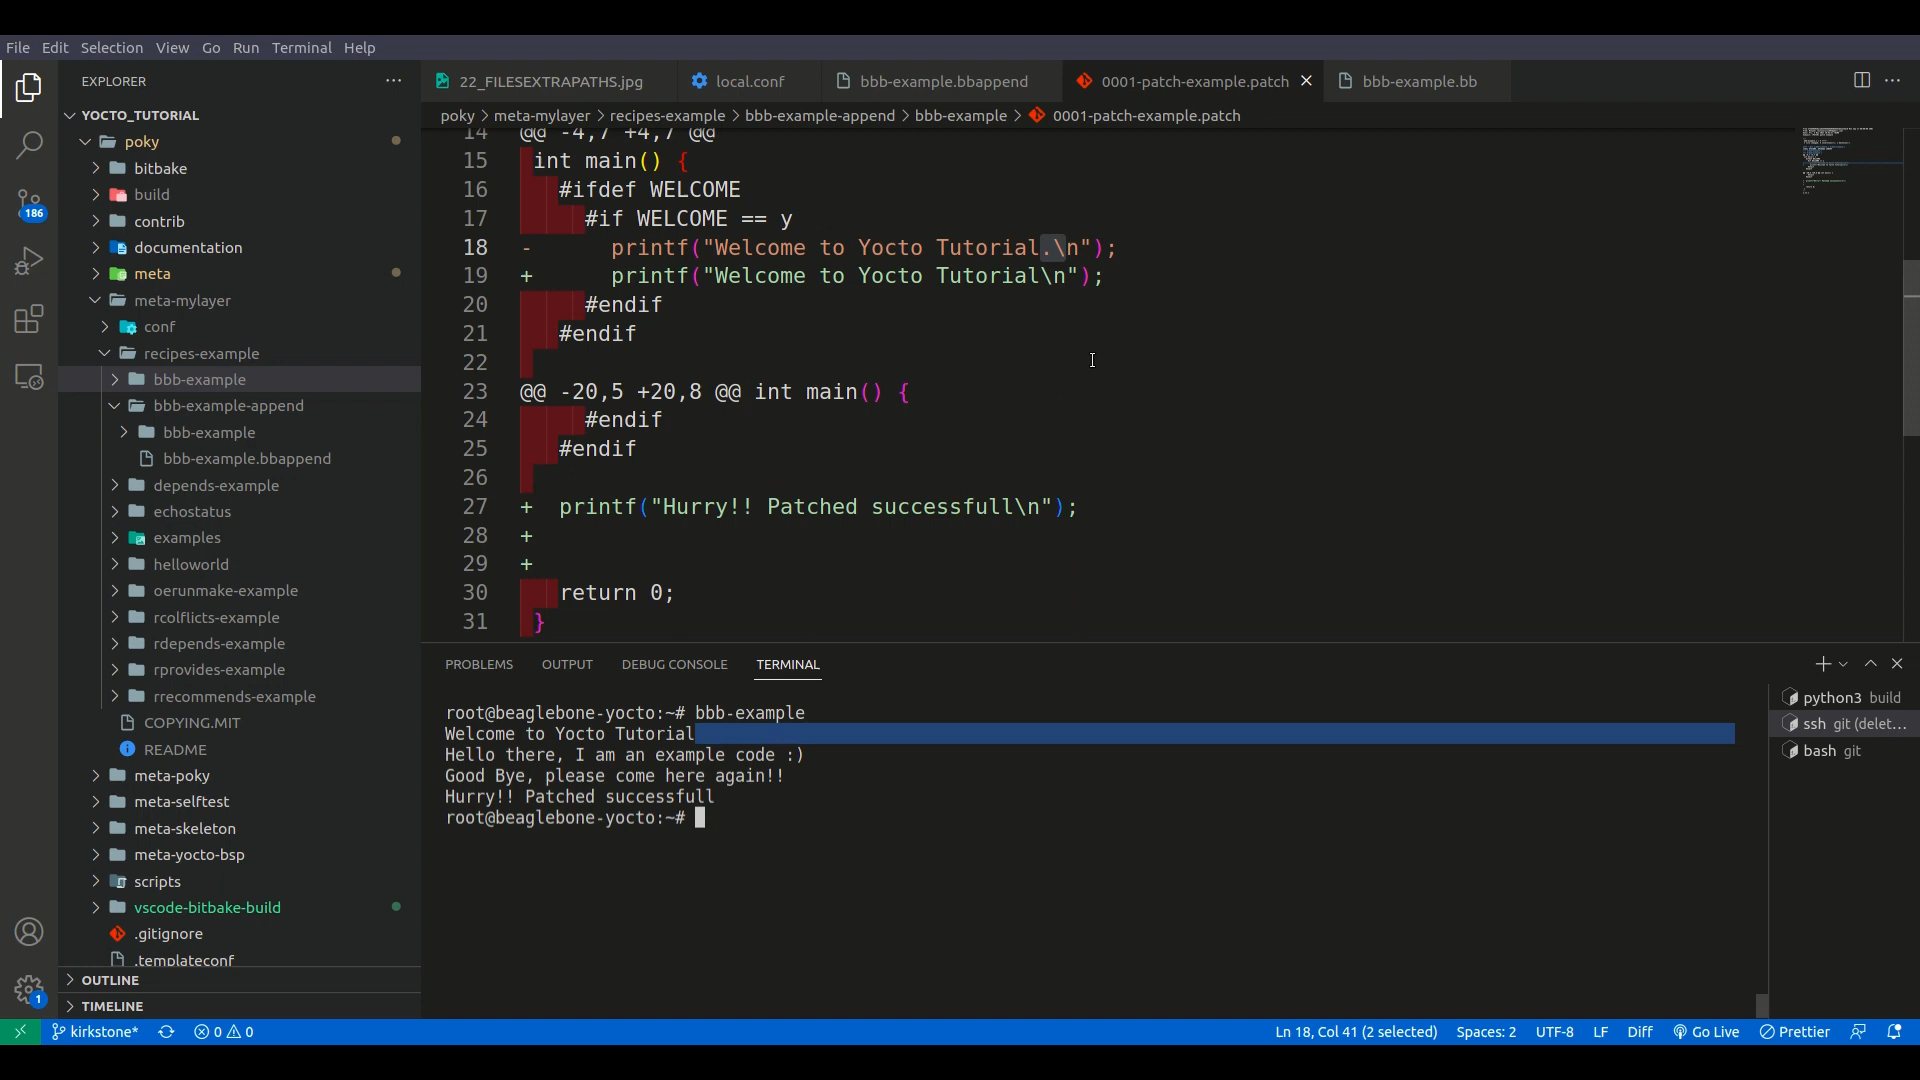 File Edit Selection View Go Run Terminal Help
EXPLORER
22_FILESEXTRAPATHS.jpg
local.conf
bbb-example.bbappend
0001-patch-example.patch
bbb-example.bb
poky > meta-mylayer > recipes-example > bbb-example-append > bbb-example > 0001-patch-example.patch
YOCTO_TUTORIAL
poky
bitbake
build
contrib
documentation
meta
meta-mylayer
conf
recipes-example
bbb-example
bbb-example-append
bbb-example
bbb-example.bbappend
depends-example
echostatus
examples
helloworld
oerunmake-example
rcolflicts-example
rdepends-example
rprovides-example
rrecommends-example
COPYING.MIT
README
meta-poky
meta-selftest
meta-skeleton
meta-yocto-bsp
scripts
vscode-bitbake-build
.gitignore
.templateconf
OUTLINE
TIMELINE
186
1
14 @@ -4,7 +4,7 @@
15 int main() {
16 #ifdef WELCOME
17 #if WELCOME == y
18 - printf("Welcome to Yocto Tutorial.\n");
19 + printf("Welcome to Yocto Tutorial\n");
20 #endif
21 #endif
22
23 @@ -20,5 +20,8 @@ int main() {
24 #endif
25 #endif
26
27 + printf("Hurry!! Patched successfull\n");
28 +
29 +
30 return 0;
31 }
PROBLEMS OUTPUT DEBUG CONSOLE TERMINAL
root@beaglebone-yocto:~# bbb-example
Welcome to Yocto Tutorial
Hello there, I am an example code :)
Good Bye, please come here again!!
Hurry!! Patched successfull
root@beaglebone-yocto:~#
python3 build
ssh git (delet...
bash git
kirkstone* 0 0 Ln 18, Col 41 (2 selected) Spaces: 2 UTF-8 LF Diff Go Live Prettier